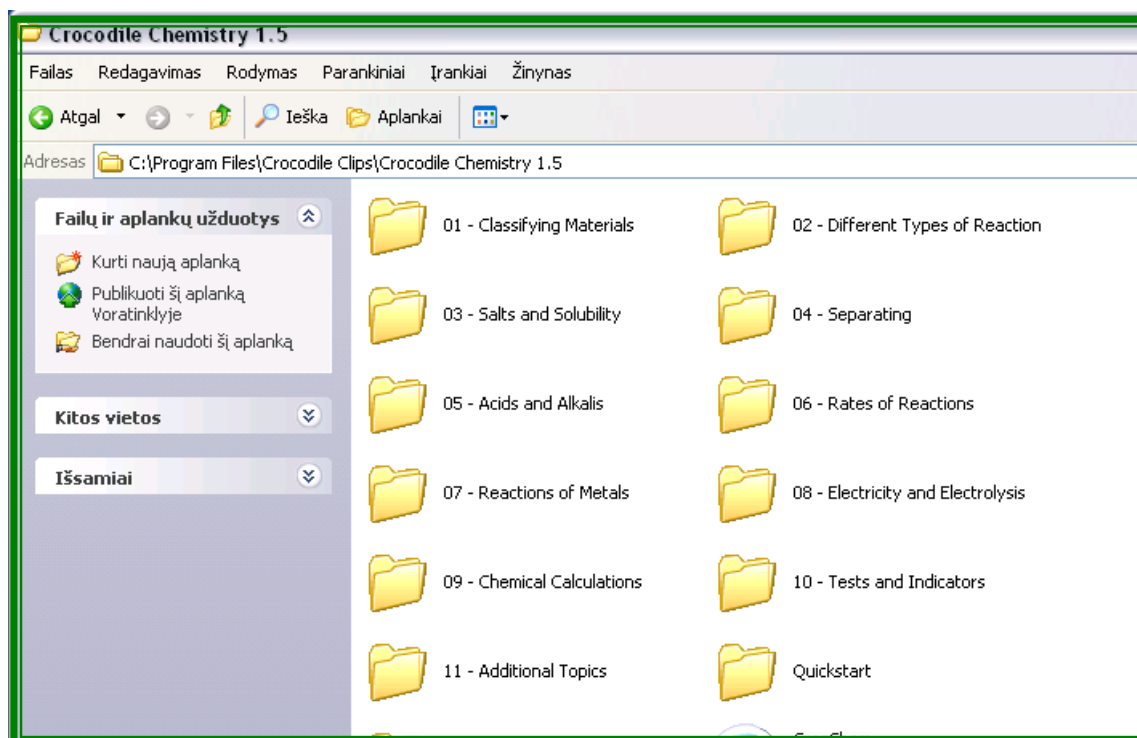 Crocodile Chemistry 1.5
Failas Redagavimas Rodymas Parankiniai Įrankiai Žinynas
Atgal Ieška Aplankai
Adresas C:\Program Files\Crocodile Clips\Crocodile Chemistry 1.5
Failų ir aplankų užduotys
Kurti naują aplanką
Publikuoti šį aplanką
Voratinklyje
Bendrai naudoti šį aplanką
Kitos vietos
Išsamiai
01 - Classifying Materials
02 - Different Types of Reaction
03 - Salts and Solubility
04 - Separating
05 - Acids and Alkalis
06 - Rates of Reactions
07 - Reactions of Metals
08 - Electricity and Electrolysis
09 - Chemical Calculations
10 - Tests and Indicators
11 - Additional Topics
Quickstart